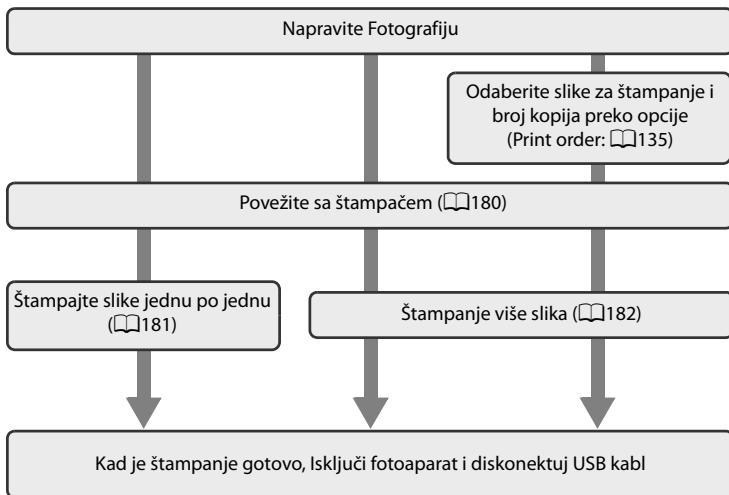 Napravite Fotografiju
Odaberite slike za štampanje i
broj kopija preko opcije
(Print order: 📖135)
Povežite sa štampačem (📖180)
Štampajte slike jednu po jednu
(📖181)
Štampanje više slika (📖182)
Kad je štampanje gotovo, Isključi fotoaparat i diskonektuj USB kabl